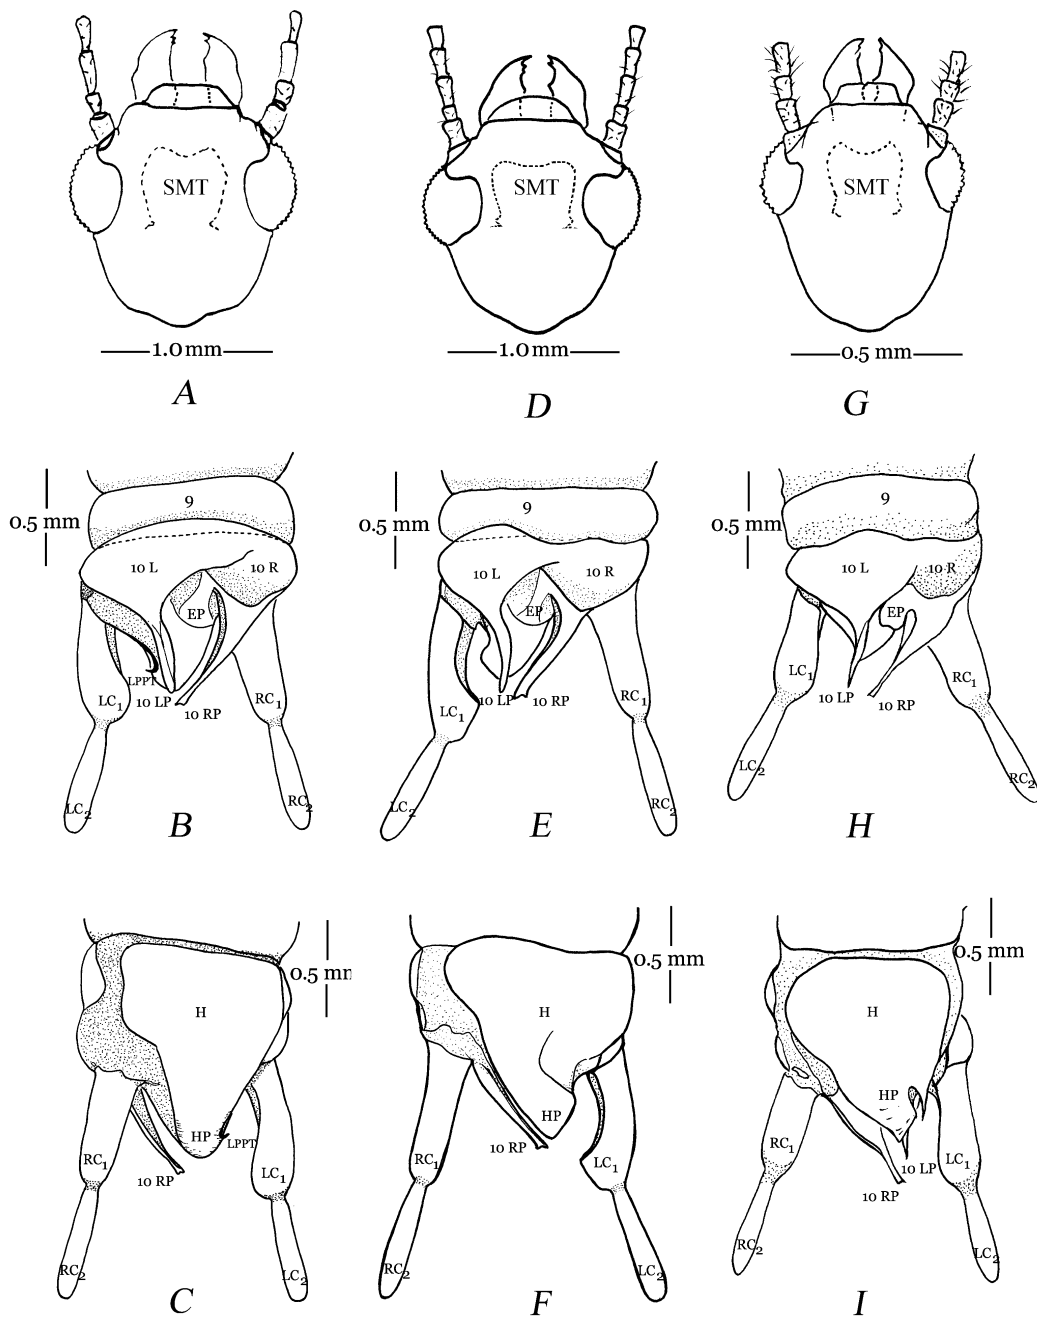 SMT SMT SMT
1.0 mm 1.0 mm 0.5 mm
A D G
0.5 mm 9 0.5 mm 9 0.5 mm
10 L 10 R 10 L 10 R 10 L 10 R
EP EP EP
LPPT LC1 10 LP 10 RP RC1
LC1 10 LP 10 RP RC1
LC1 10 LP 10 RP RC1
LC2 RC2 LC2 RC2 LC2 RC2
B E H
0.5 mm 0.5 mm 0.5 mm
H H H
HP LPPT HP HP
RC1 10 RP LC1 RC1 10 RP LC1 RC1 10 RP 10 LP LC1
RC2 LC2 RC2 LC2 RC2 LC2
C F I